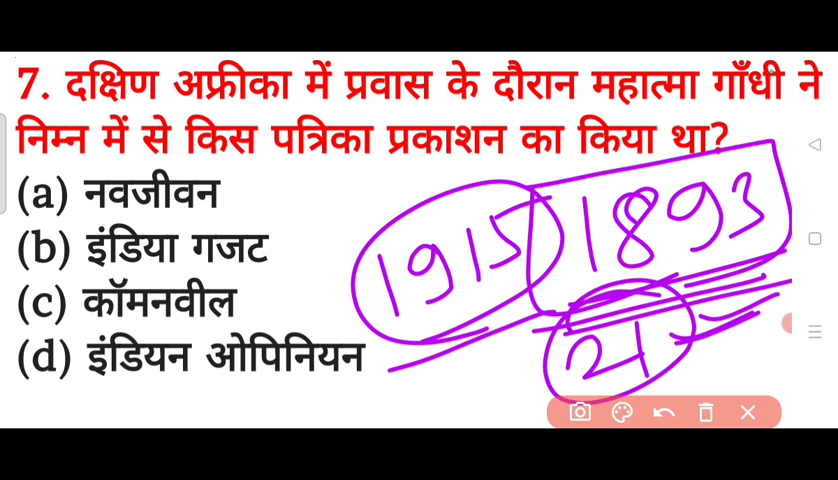 7. दक्षिण अफ्रीका में प्रवास के दौरान महात्मा गाँधी ने
निम्न में से किस पत्रिका प्रकाशन का किया था?
(a) नवजीवन
(b) इंडिया गजट
(c) कॉमनवील
(d) इंडियन ओपिनियन
1915 1893
21